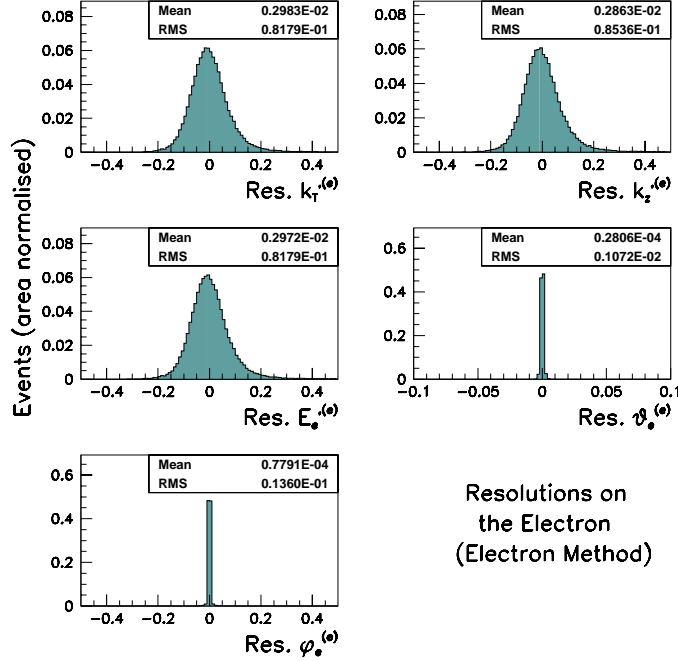 Events (area normalised)
Mean 0.2983E-02
RMS 0.8179E-01
0.08
0.06
0.04
0.02
0
−0.4 −0.2 0 0.2 0.4
Res. k_T'^(e)
Mean 0.2863E-02
RMS 0.8536E-01
0.08
0.06
0.04
0.02
0
−0.4 −0.2 0 0.2 0.4
Res. k_z'^(e)
Mean 0.2972E-02
RMS 0.8179E-01
0.08
0.06
0.04
0.02
0
−0.4 −0.2 0 0.2 0.4
Res. E_e'^(e)
Mean 0.2806E-04
RMS 0.1072E-02
0.6
0.4
0.2
0
−0.1 −0.05 0 0.05 0.1
Res. ϑ_e^(e)
Mean 0.7791E-04
RMS 0.1360E-01
0.6
0.4
0.2
0
−0.4 −0.2 0 0.2 0.4
Res. φ_e^(e)
Resolutions on
the Electron
(Electron Method)